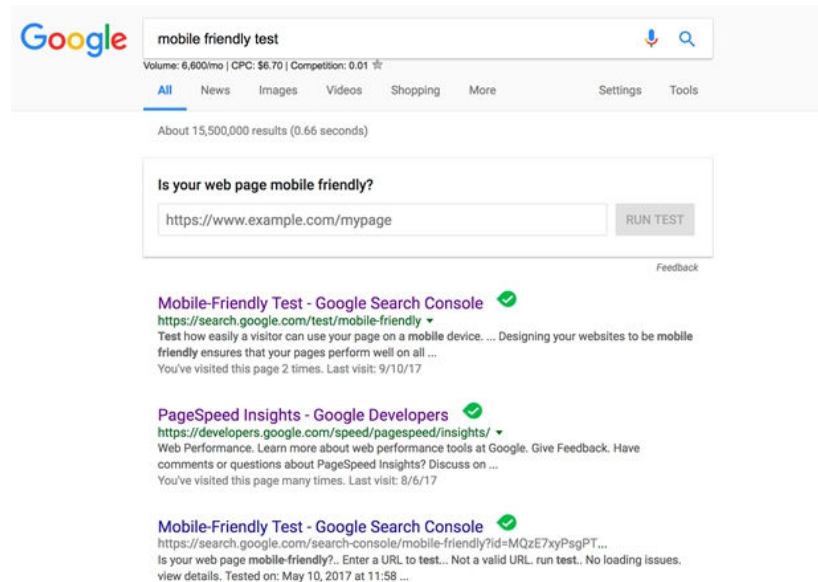 Google
mobile friendly test
Volume: 6,600/mo | CPC: $6.70 | Competition: 0.01
All News Images Videos Shopping More Settings Tools
About 15,500,000 results (0.66 seconds)
Is your web page mobile friendly?
https://www.example.com/mypage RUN TEST
Feedback
Mobile-Friendly Test - Google Search Console
https://search.google.com/test/mobile-friendly
Test how easily a visitor can use your page on a mobile device. ... Designing your websites to be mobile
friendly ensures that your pages perform well on all ...
You've visited this page 2 times. Last visit: 9/10/17
PageSpeed Insights - Google Developers
https://developers.google.com/speed/pagespeed/insights/
Web Performance. Learn more about web performance tools at Google. Give Feedback. Have
comments or questions about PageSpeed Insights? Discuss on ...
You've visited this page many times. Last visit: 8/6/17
Mobile-Friendly Test - Google Search Console
https://search.google.com/search-console/mobile-friendly?id=MQzE7xyPsgPT...
Is your web page mobile-friendly?.. Enter a URL to test... Not a valid URL. run test.. No loading issues.
view details. Tested on: May 10, 2017 at 11:58 ...